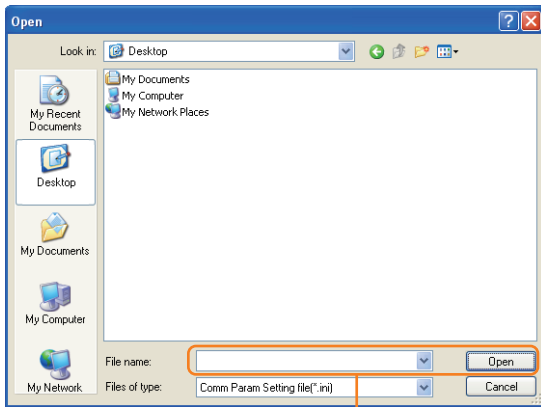 Open
Look in: Desktop
My Recent
Documents
Desktop
My Documents
My Computer
My Network
My Documents
My Computer
My Network Places
File name:
Open
Files of type: Comm Param Setting file(*.ini)
Cancel